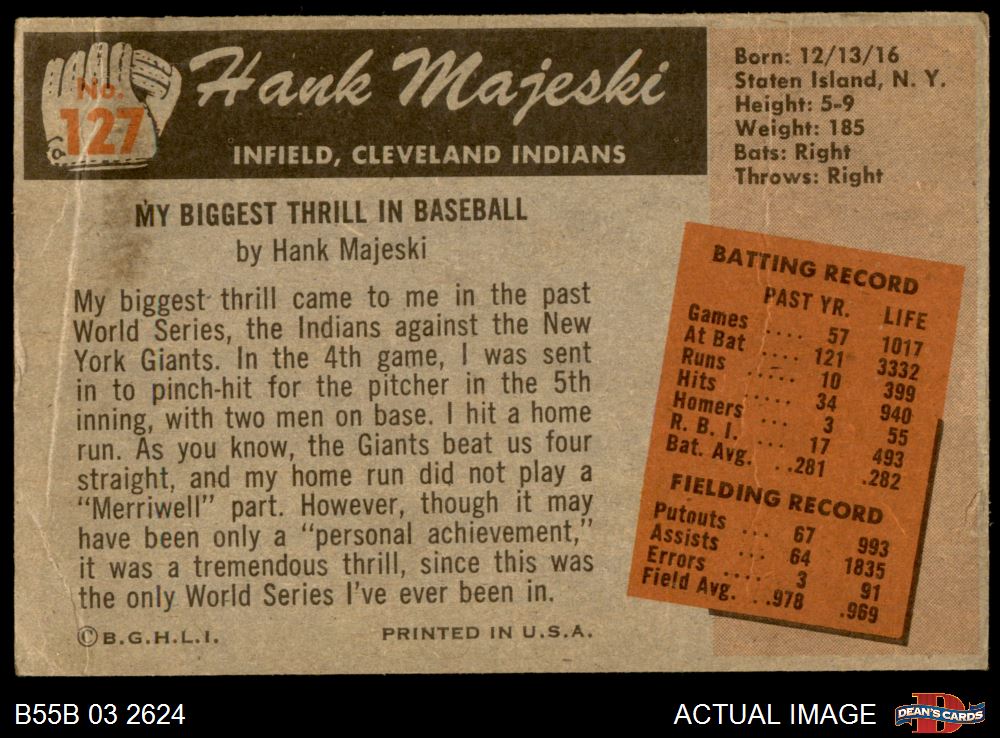 No.
127
Hank Majeski
INFIELD, CLEVELAND INDIANS
MY BIGGEST THRILL IN BASEBALL
by Hank Majeski
My biggest thrill came to me in the past
World Series, the Indians against the New
York Giants. In the 4th game, I was sent
in to pinch-hit for the pitcher in the 5th
inning, with two men on base. I hit a home
run. As you know, the Giants beat us four
straight, and my home run did not play a
“Merriwell” part. However, though it may
have been only a “personal achievement,”
it was a tremendous thrill, since this was
the only World Series I've ever been in.
©B.G.H.L.I. PRINTED IN U.S.A.
Born: 12/13/16
Staten Island, N. Y.
Height: 5-9
Weight: 185
Bats: Right
Throws: Right
BATTING RECORD
PAST YR. LIFE
Games .... 57 1017
At Bat .... 121 3332
Runs ..... 10 399
Hits ..... 34 940
Homers ... 3 55
R. B. I. ... 17 493
Bat. Avg. ..281 .282
FIELDING RECORD
Putouts ... 67 993
Assists ... 64 1835
Errors .... 3 91
Field Avg. ..978 .969
B55B 03 2624
ACTUAL IMAGE
D
DEAN'S CARDS